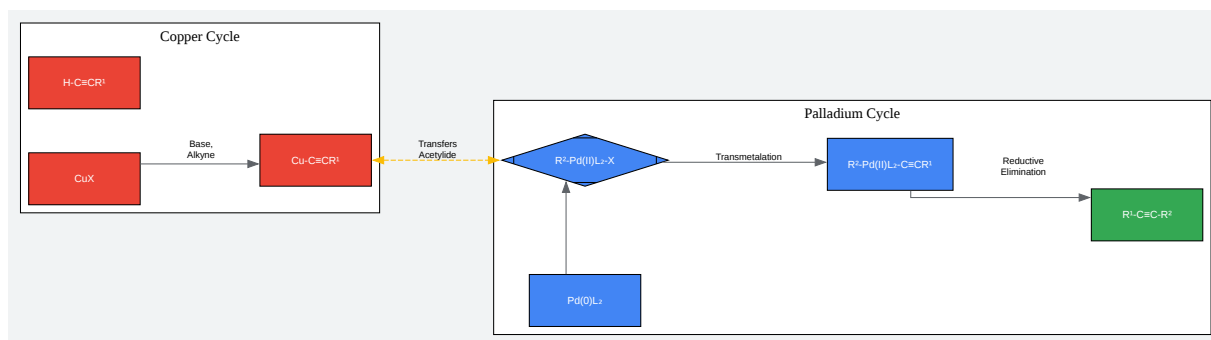 Copper Cycle
H-C≡CR¹
Base,
Alkyne
CuX
Cu-C≡CR¹
Transfers
Acetylide
Palladium Cycle
R²-Pd(II)L₂-X
Transmetalation
R²-Pd(II)L₂-C≡CR¹
Reductive
Elimination
R¹-C≡C-R²
Pd(0)L₂